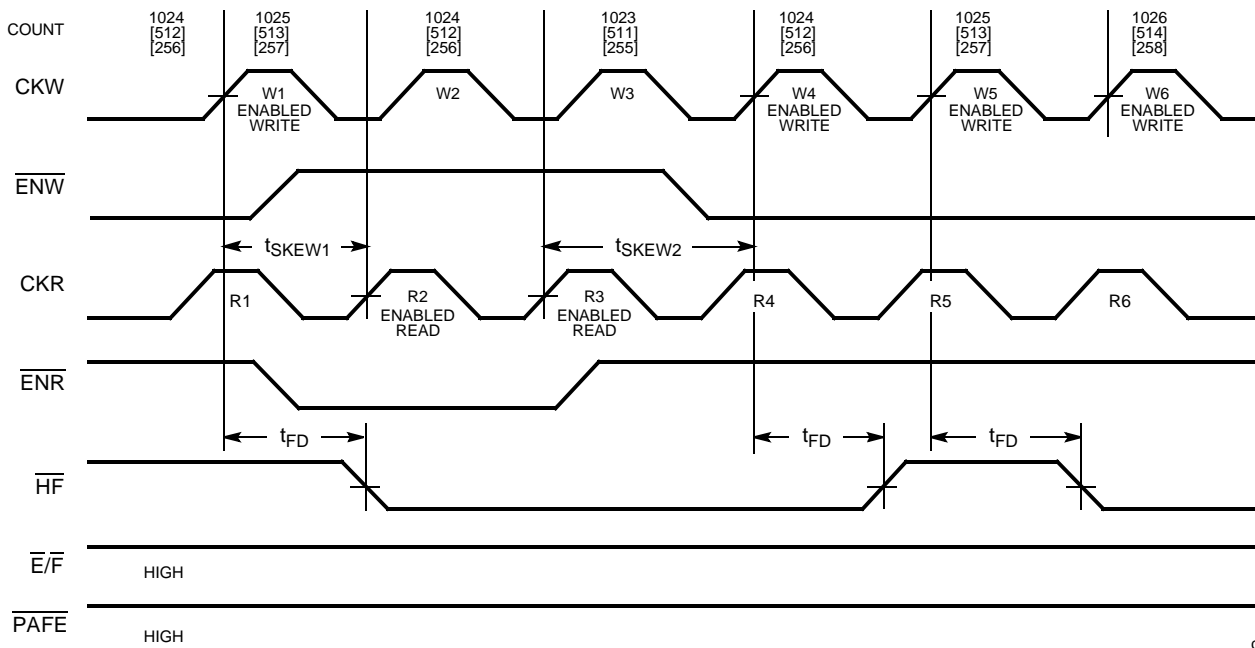 COUNT
1024 [512] [256]
1025 [513] [257]
1024 [512] [256]
1023 [511] [255]
1024 [512] [256]
1025 [513] [257]
1026 [514] [258]
CKW
W1 ENABLED WRITE
W2
W3
W4 ENABLED WRITE
W5 ENABLED WRITE
W6 ENABLED WRITE
ENW
tSKEW1
tSKEW2
CKR
R1
R2 ENABLED READ
R3 ENABLED READ
R4
R5
R6
ENR
tFD
tFD
tFD
HF
E/F
HIGH
PAFE
HIGH